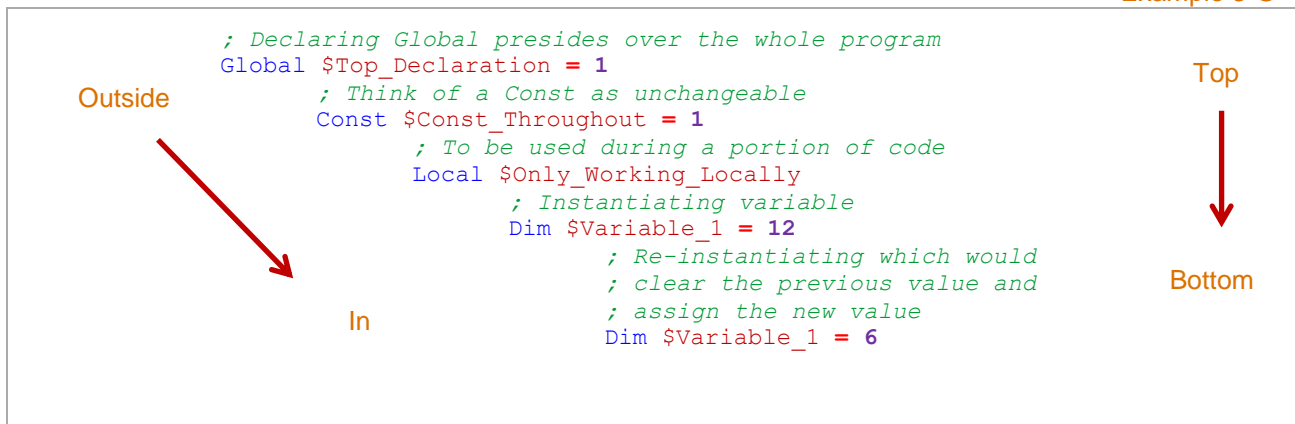 ; Declaring Global presides over the whole program
Global $Top_Declaration = 1
Top
Outside
; Think of a Const as unchangeable
Const $Const_Throughout = 1
; To be used during a portion of code
Local $Only_Working_Locally
; Instantiating variable
Dim $Variable_1 = 12
; Re-instantiating which would
; clear the previous value and
Bottom
; assign the new value
In
Dim $Variable_1 = 6